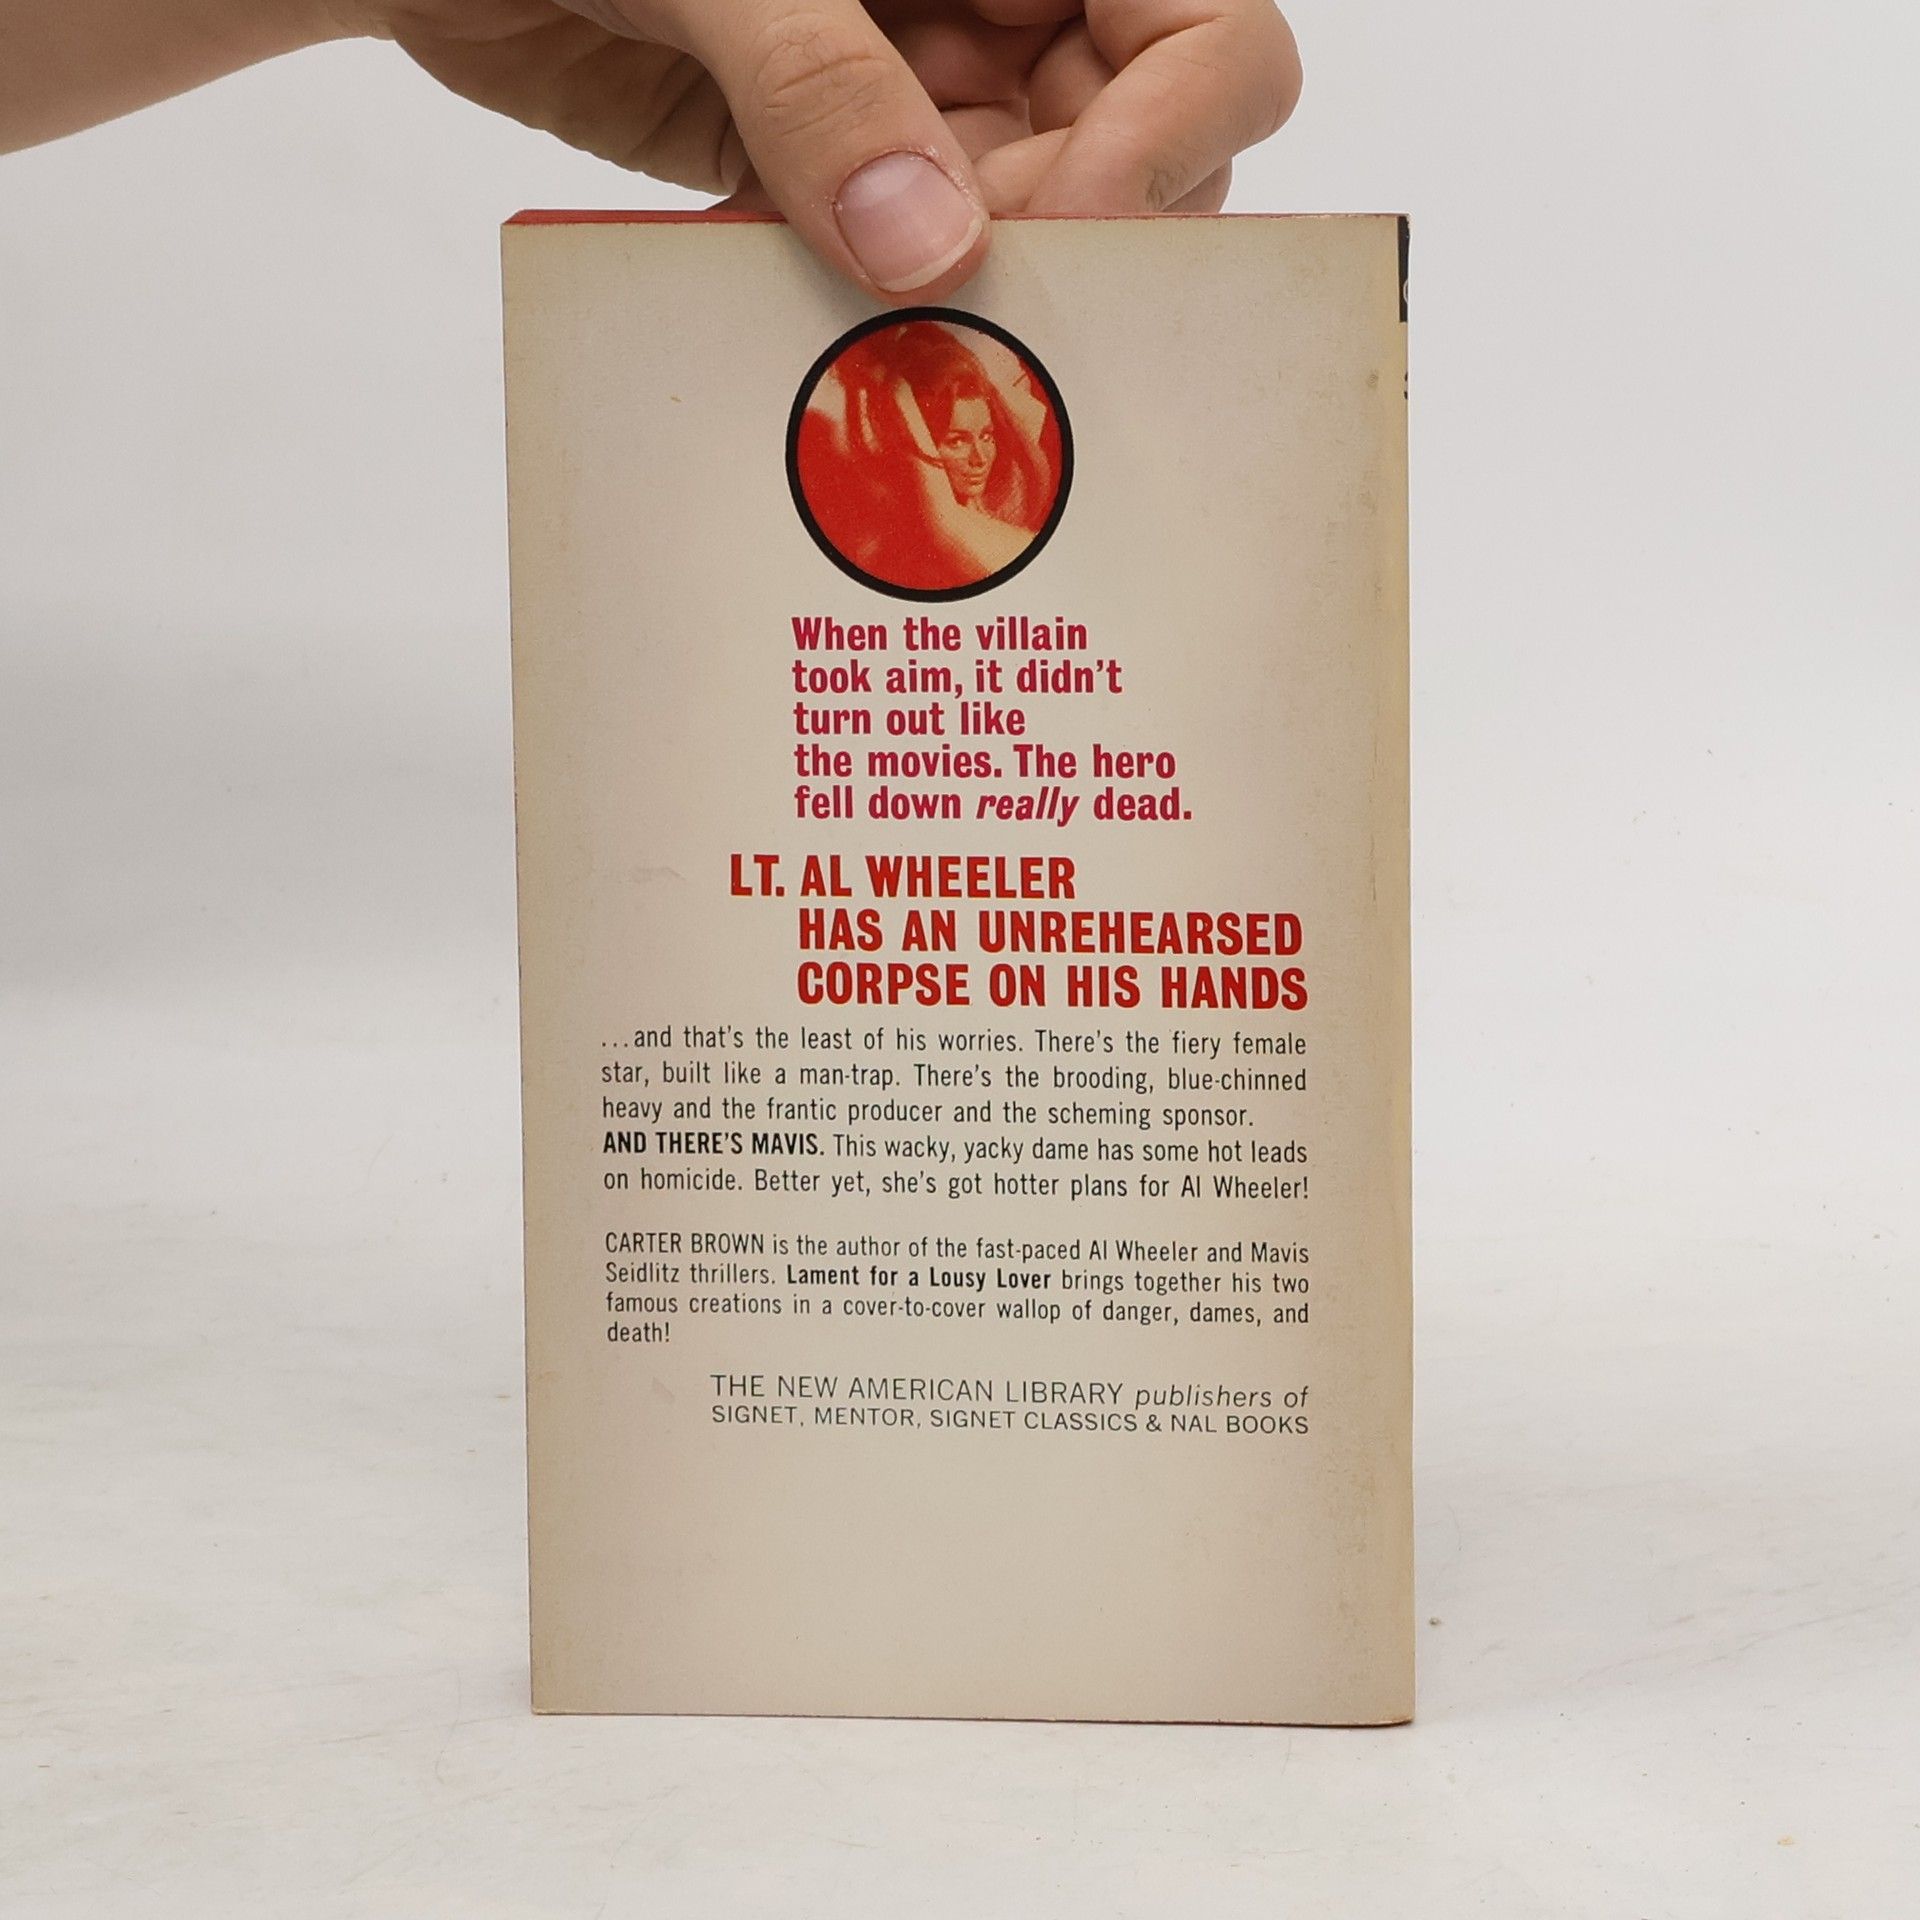 When the villain
took aim, it didn't
turn out like
the movies. The hero
fell down really dead.
LT. AL WHEELER
HAS AN UNREHEARSED
CORPSE ON HIS HANDS
...and that's the least of his worries. There's the fiery female
star, built like a man-trap. There's the brooding, blue-chinned
heavy and the frantic producer and the scheming sponsor.
AND THERE'S MAVIS. This wacky, yacky dame has some hot leads
on homicide. Better yet, she's got hotter plans for Al Wheeler!
CARTER BROWN is the author of the fast-paced Al Wheeler and Mavis
Seidlitz thrillers. Lament for a Lousy Lover brings together his two
famous creations in a cover-to-cover wallop of danger, dames, and
death!
THE NEW AMERICAN LIBRARY publishers of
SIGNET, MENTOR, SIGNET CLASSICS & NAL BOOKS